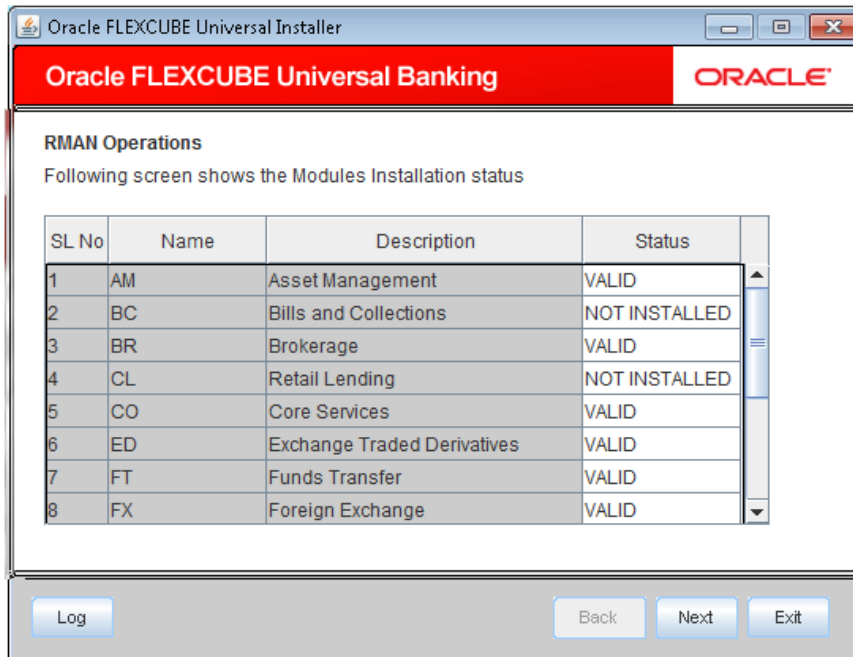 Oracle FLEXCUBE Universal Installer
Oracle FLEXCUBE Universal Banking ORACLE
RMAN Operations
Following screen shows the Modules Installation status
SL No Name Description Status
1 AM Asset Management VALID
2 BC Bills and Collections NOT INSTALLED
3 BR Brokerage VALID
4 CL Retail Lending NOT INSTALLED
5 CO Core Services VALID
6 ED Exchange Traded Derivatives VALID
7 FT Funds Transfer VALID
8 FX Foreign Exchange VALID
Log Back Next Exit